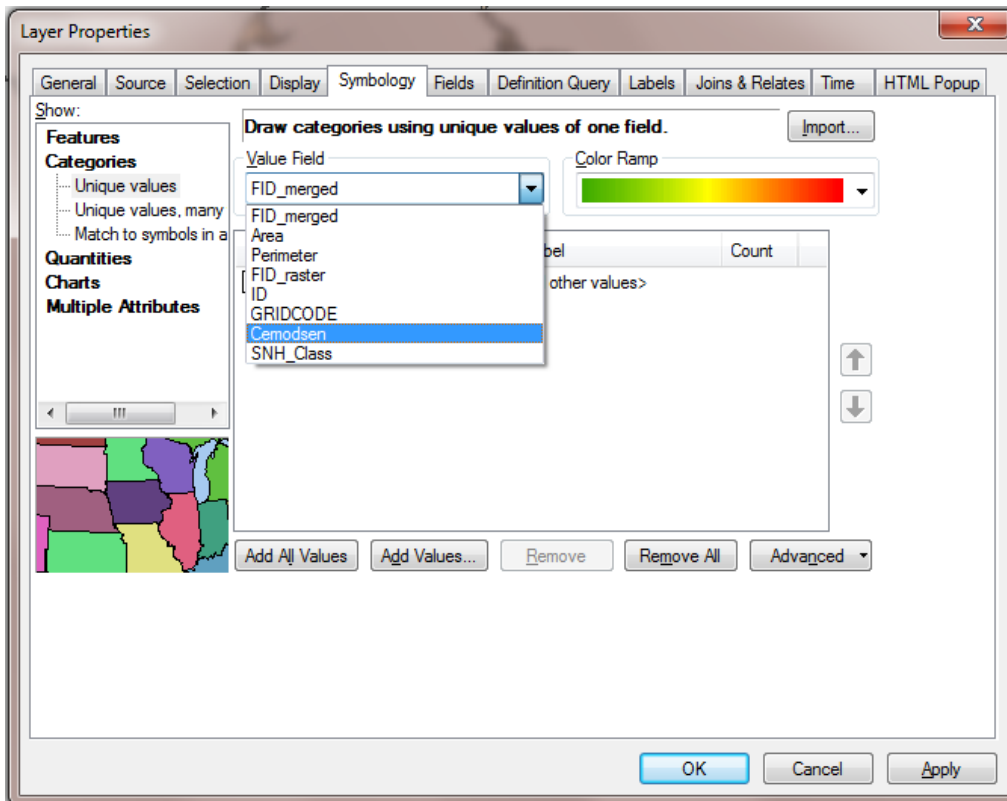 Layer Properties
General Source Selection Display Symbology Fields Definition Query Labels Joins & Relates Time HTML Popup
Show:
Features
Categories
Unique values
Unique values, many
Match to symbols in a
Quantities
Charts
Multiple Attributes
Draw categories using unique values of one field.
Import...
Value Field
FID_merged
Color Ramp
FID_merged
Area
Perimeter
FID_raster
ID
GRIDCODE
Cemodsen
SNH_Class
bel Count
other values>
Add All Values Add Values... Remove Remove All Advanced
OK Cancel Apply